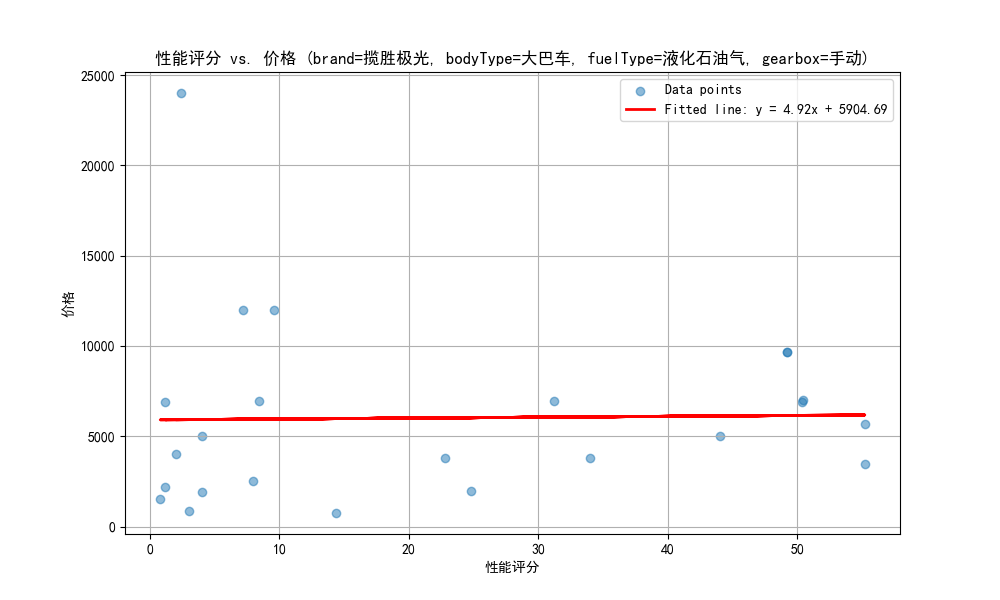 性能评分 vs. 价格 (brand=揽胜极光, bodyType=大巴车, fuelType=液化石油气, gearbox=手动)
Data points
Fitted line: y = 4.92x + 5904.69
25000
20000
15000
10000
5000
0
价格
0 10 20 30 40 50
性能评分